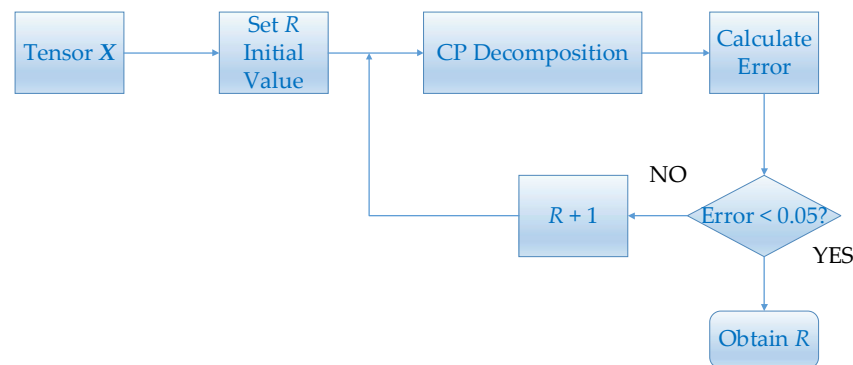 Tensor X
Set R
Initial
Value
CP Decomposition
Calculate
Error
NO
R + 1
Error < 0.05?
YES
Obtain R